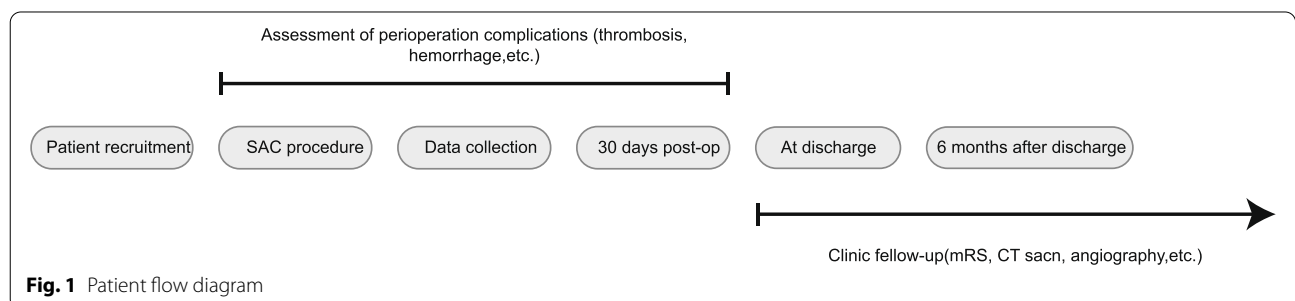 Assessment of perioperation complications (thrombosis,
hemorrhage,etc.)
Patient recruitment
SAC procedure
Data collection
30 days post-op
At discharge
6 months after discharge
Clinic fellow-up(mRS, CT sacn, angiography,etc.)
Fig. 1 Patient flow diagram